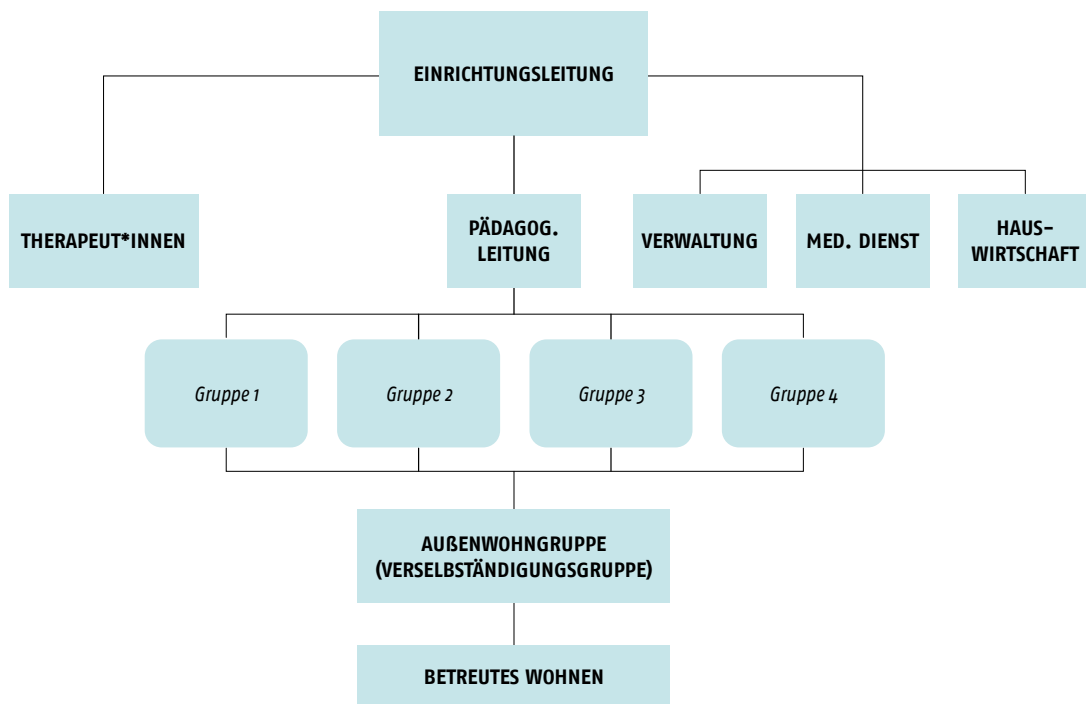 EINRICHTUNGSLEITUNG
THERAPEUT*INNEN
PÄDAGOG.
LEITUNG
VERWALTUNG
MED. DIENST
HAUS-
WIRTSCHAFT
Gruppe 1
Gruppe 2
Gruppe 3
Gruppe 4
AUßENWOHNGRUPPE
(VERSELBSTÄNDIGUNGSGRUPPE)
BETREUTES WOHNEN